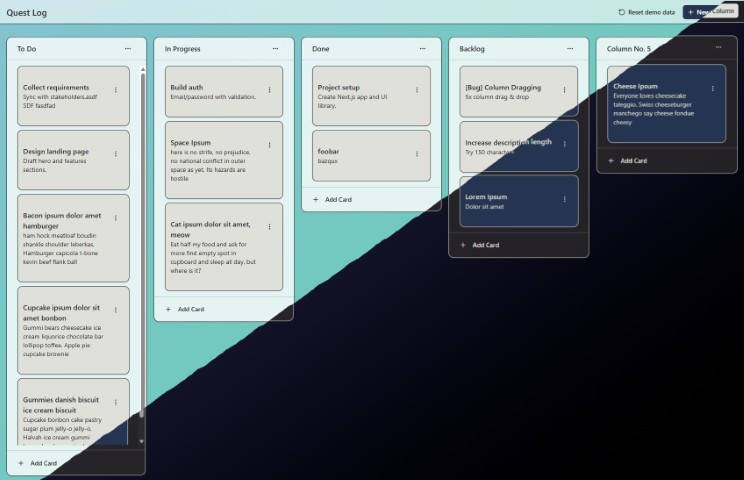 Quest Log
Reset demo data
+ New Column
To Do
Collect requirements
Sync with stakeholders.asdf
SDF fasdfad
Design landing page
Draft hero and features
sections.
Bacon ipsum dolor amet
hamburger
ham hock meatloaf boudin
shankle shoulder leberkas.
Hamburger capicola t-bone
kevin beef flank ball
Cupcake ipsum dolor sit
amet bonbon
Gummi bears cheesecake ice
cream liquorice chocolate bar
lollipop toffee. Apple pie
cupcake brownie
Gummies danish biscuit
ice cream biscuit
Cupcake bonbon cake pastry
sugar plum jelly-o jelly-o.
Halvah ice cream gummi
+ Add Card
In Progress
Build auth
Email/password with validation.
Space Ipsum
here is no strife, no prejudice,
no national conflict in outer
space as yet. Its hazards are
hostile
Cat ipsum dolor sit amet,
meow
Eat half my food and ask for
more find empty spot in
cupboard and sleep all day, but
where is it?
+ Add Card
Done
Project setup
Create Next.js app and UI
library.
foobar
bazqux
+ Add Card
Backlog
[Bug] Column Dragging
fix column drag & drop
Increase description length
Try 150 characters
Lorem Ipsum
Dolor sit amet
+ Add Card
Column No. 5
Cheese Ipsum
Everyone loves cheesecake
taleggio. Swiss cheeseburger
manchego say cheese fondue
cheesy
+ Add Card